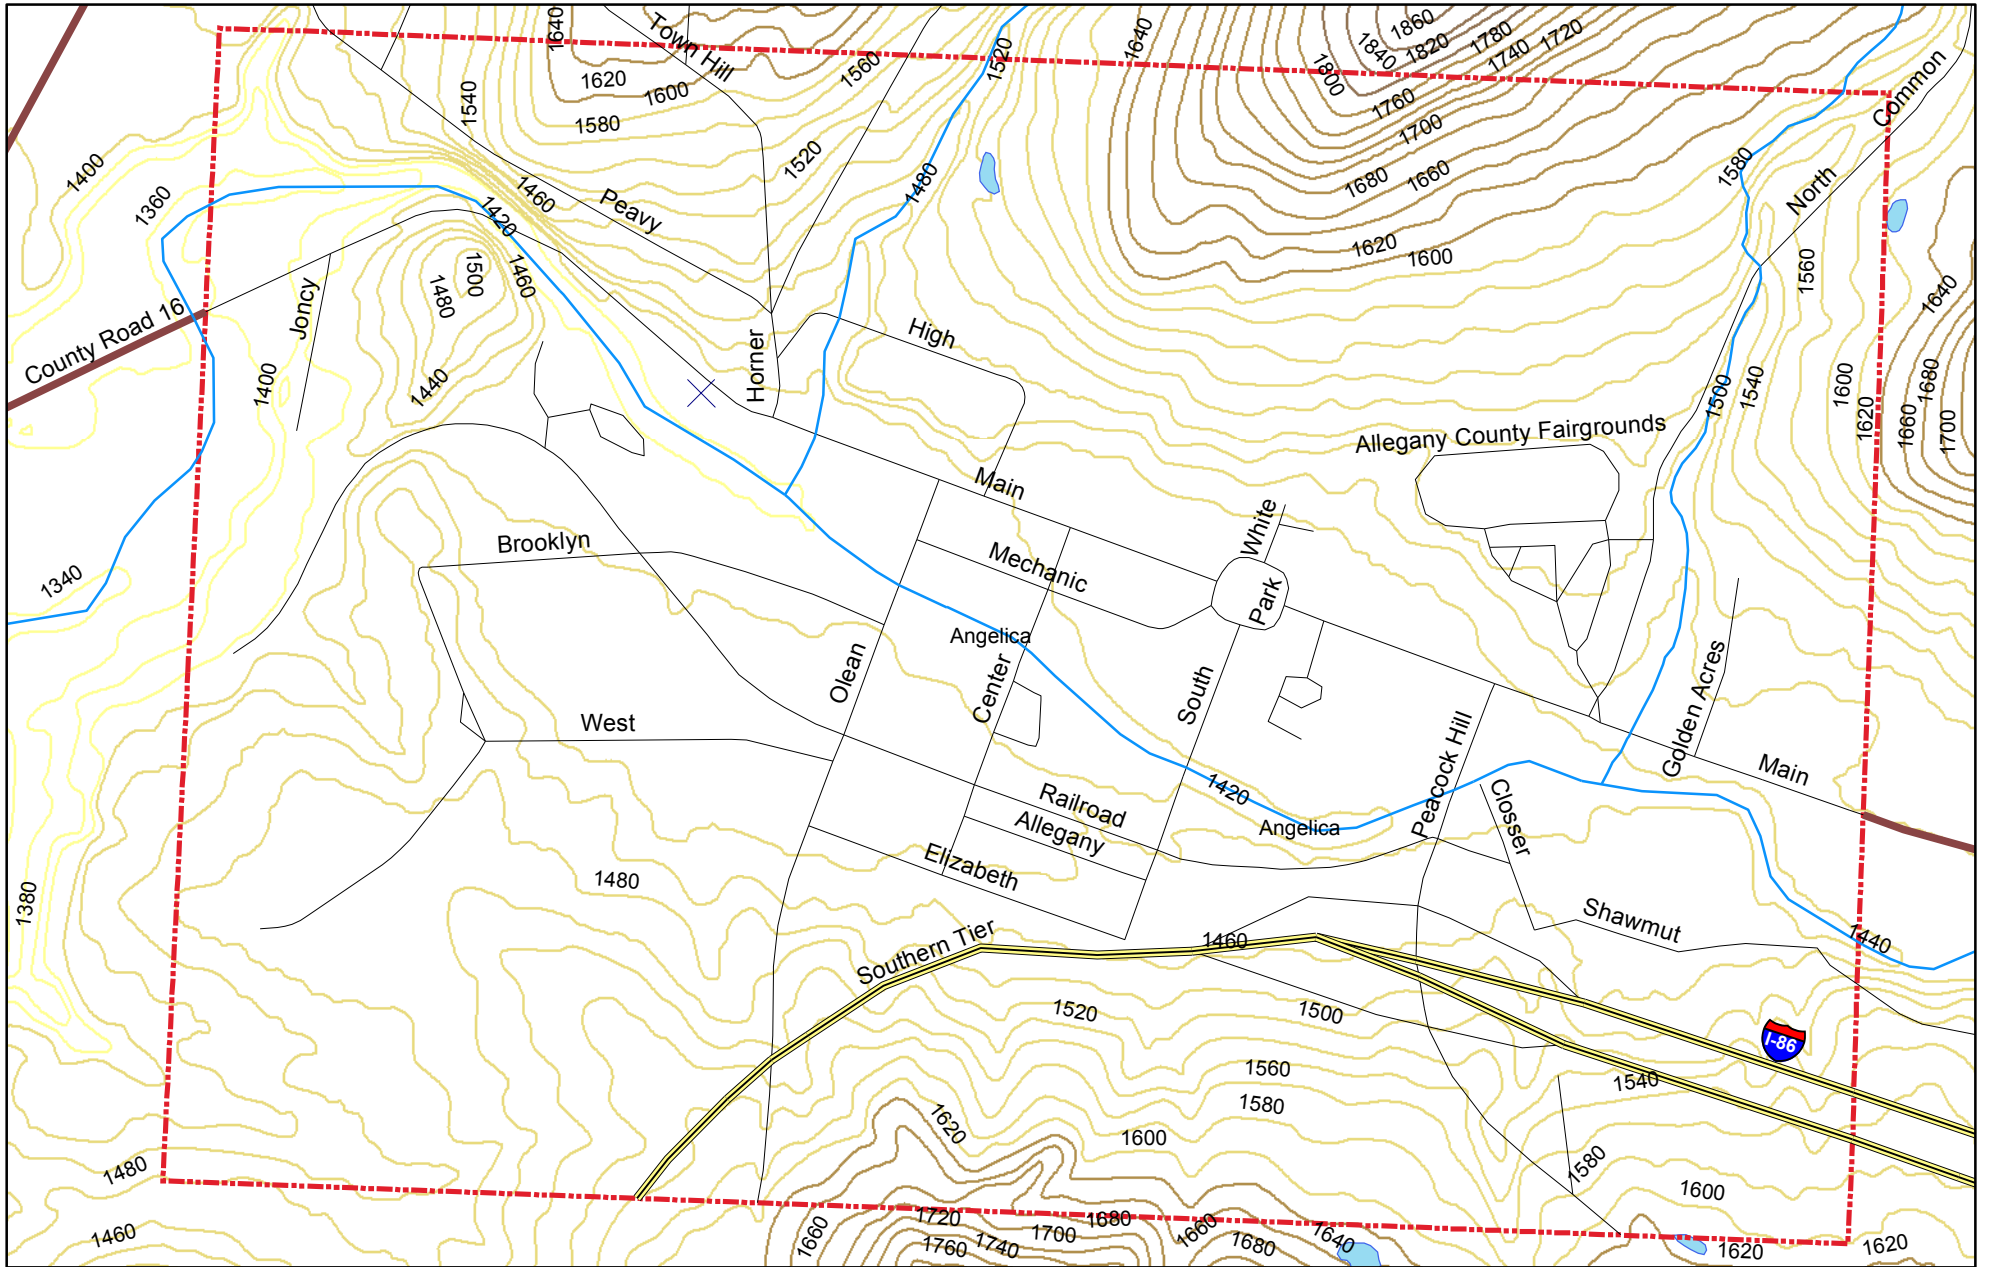 1640
Town Hill
1860
1840
1820
1780
1740
1720
1640
1520
1560
1800
1620
1600
1540
1580
1760
1700
Common
1400
1520
1580
1360
1460
1480
1680
1660
Peavy
North
1420
1620
1600
1500
1480
1460
1560
1640
County Road 16
Joncy
Horner
High
1400
1440
1500
1540
1600
1620
1680
1660
1700
Allegany County Fairgrounds
Main
White
Brooklyn
Mechanic
1340
Park
Angelica
Olean
Center
South
Golden Acres
West
Peacock Hill
Main
1420
Closser
Railroad
Allegany
Angelica
Elizabeth
1480
1380
Shawmut
Southern Tier
1460
1440
1520
1500
I-86
1560
1540
1580
1620
1600
1480
1580
1600
1460
1660
1720
1700
1680
1660
1640
1760
1740
1680
1620
1620